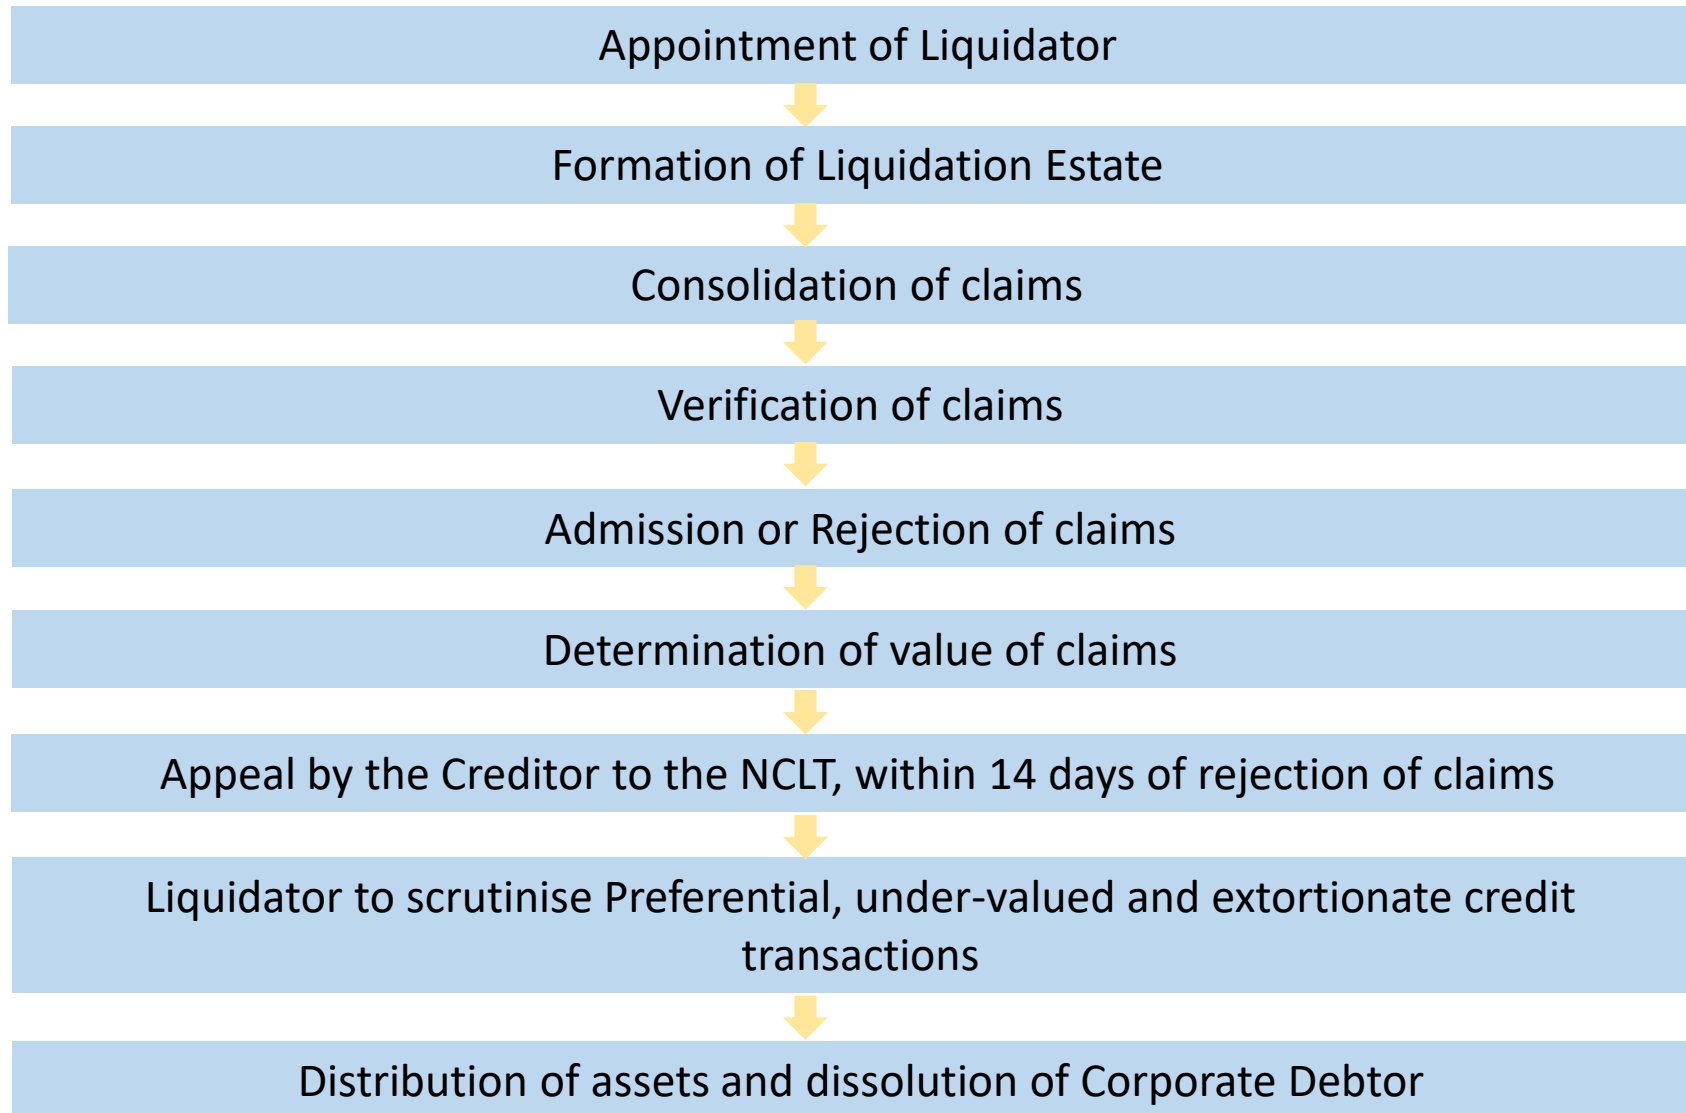 Appointment of Liquidator
Formation of Liquidation Estate
Consolidation of claims
Verification of claims
Admission or Rejection of claims
Determination of value of claims
Appeal by the Creditor to the NCLT, within 14 days of rejection of claims
Liquidator to scrutinise Preferential, under-valued and extortionate credit
transactions
Distribution of assets and dissolution of Corporate Debtor